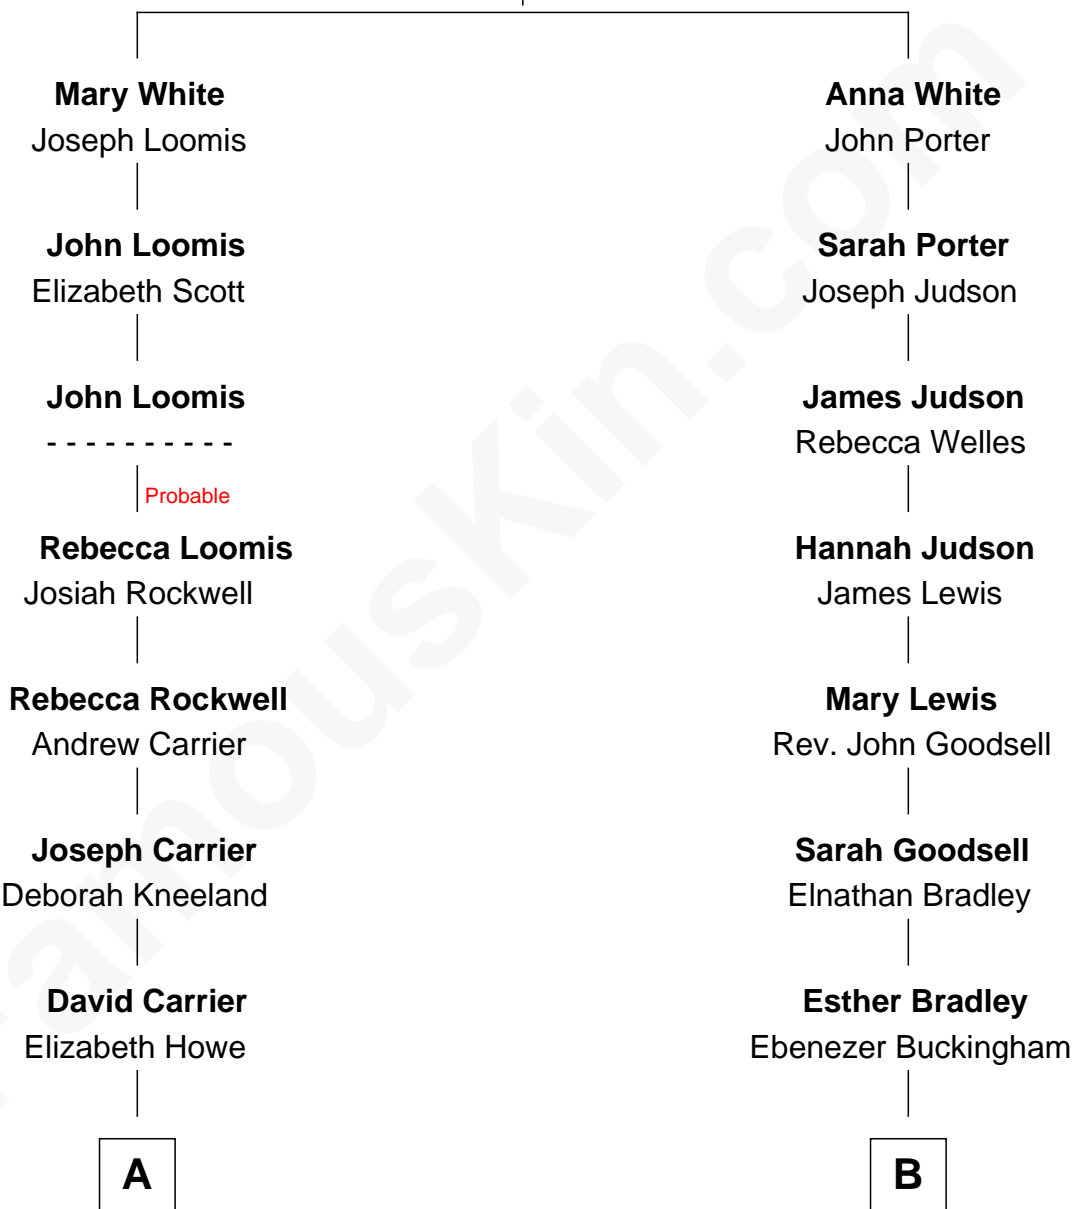 Mary White
Joseph Loomis
John Loomis
Elizabeth Scott
John Loomis
- - - - - - - - - -
Probable
Rebecca Loomis
Josiah Rockwell
Rebecca Rockwell
Andrew Carrier
Joseph Carrier
Deborah Kneeland
David Carrier
Elizabeth Howe
A
Anna White
John Porter
Sarah Porter
Joseph Judson
James Judson
Rebecca Welles
Hannah Judson
James Lewis
Mary Lewis
Rev. John Goodsell
Sarah Goodsell
Elnathan Bradley
Esther Bradley
Ebenezer Buckingham
B
FamousKin.com